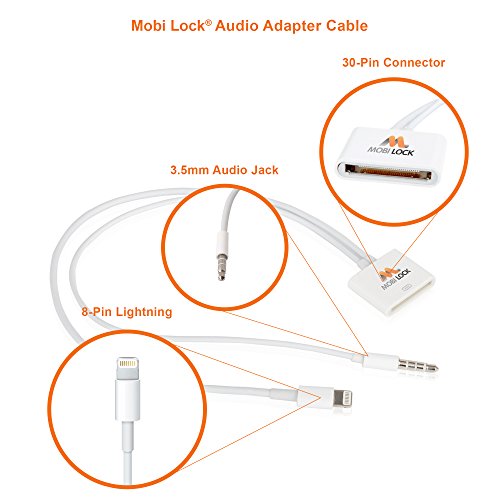 Mobi Lock® Audio Adapter Cable
30-Pin Connector
MOBI LOCK
3.5mm Audio Jack
MOBI LOCK
8-Pin Lightning